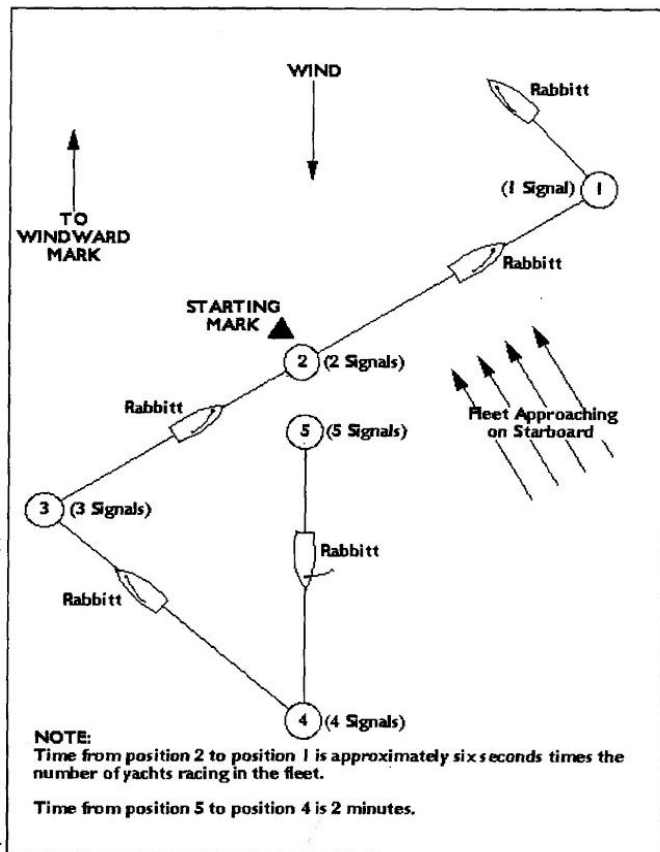 WIND
Rabbitt
(1 Signal) 1
TO
WINDWARD
MARK
Rabbitt
STARTING
MARK
2 (2 Signals)
Rabbitt
Fleet Approaching
on Starboard
5 (5 Signals)
3 (3 Signals)
Rabbitt
Rabbitt
4 (4 Signals)
NOTE:
Time from position 2 to position 1 is approximately six seconds times the
number of yachts racing in the fleet.
Time from position 5 to position 4 is 2 minutes.